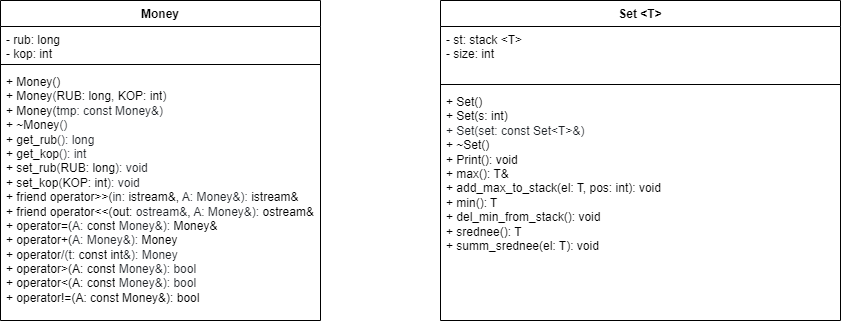 Money
- rub: long
- kop: int
+ Money()
+ Money(RUB: long, KOP: int)
+ Money(tmp: const Money&)
+ ~Money()
+ get_rub(): long
+ get_kop(): int
+ set_rub(RUB: long): void
+ set_kop(KOP: int): void
+ friend operator>>(in: istream&, A: Money&): istream&
+ friend operator<<(out: ostream&, A: Money&): ostream&
+ operator=(A: const Money&): Money&
+ operator+(A: Money&): Money
+ operator/(t: const int&): Money
+ operator>(A: const Money&): bool
+ operator<(A: const Money&): bool
+ operator!=(A: const Money&): bool
Set <T>
- st: stack <T>
- size: int
+ Set()
+ Set(s: int)
+ Set(set: const Set<T>&)
+ ~Set()
+ Print(): void
+ max(): T&
+ add_max_to_stack(el: T, pos: int): void
+ min(): T
+ del_min_from_stack(): void
+ srednee(): T
+ summ_srednee(el: T): void